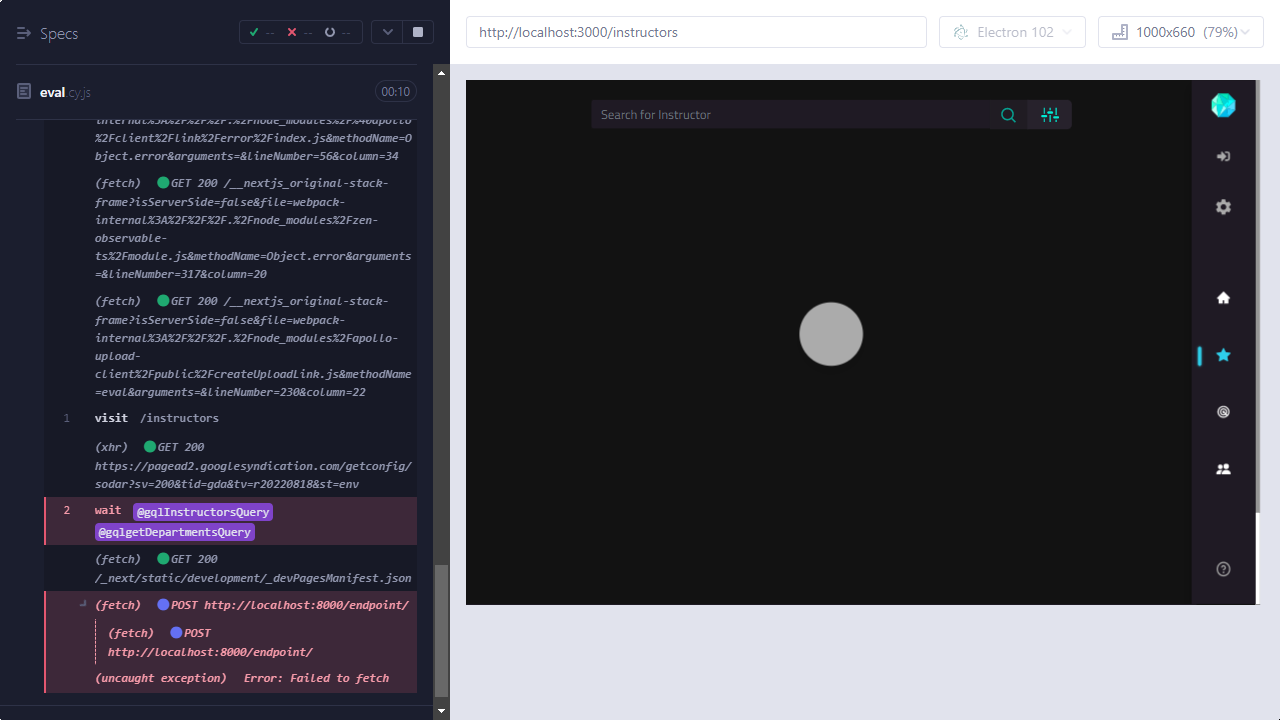 Specs
--
--
--
eval.cy.js
00:10
internal%3A%2F%2F%2F.%2Fnode_modules%2F%40apollo
%2Fclient%2Flink%2Ferror%2Findex.js&methodName=O
bject.error&arguments=&lineNumber=56&column=34
(fetch) GET 200 /__nextjs_original-stack-
frame?isServerSide=false&file=webpack-
internal%3A%2F%2F%2F.%2Fnode_modules%2Fzen-
observable-
ts%2Fmodule.js&methodName=Object.error&arguments
=&lineNumber=317&column=20
(fetch) GET 200 /__nextjs_original-stack-
frame?isServerSide=false&file=webpack-
internal%3A%2F%2F%2F.%2Fnode_modules%2Fapollo-
upload-
client%2Fpublic%2FcreateUploadLink.js&methodName
=eval&arguments=&lineNumber=230&column=22
1 visit /instructors
(xhr) GET 200
https://pagead2.googlesyndication.com/getconfig/
sodar?sv=200&tid=gda&tv=r20220818&st=env
2 wait @gqlInstructorsQuery
@gqlgetDepartmentsQuery
(fetch) GET 200
/_next/static/development/_devPagesManifest.json
(fetch) POST http://localhost:8000/endpoint/
(fetch) POST
http://localhost:8000/endpoint/
(uncaught exception) Error: Failed to fetch
http://localhost:3000/instructors
Electron 102
1000x660 (79%)
Search for Instructor